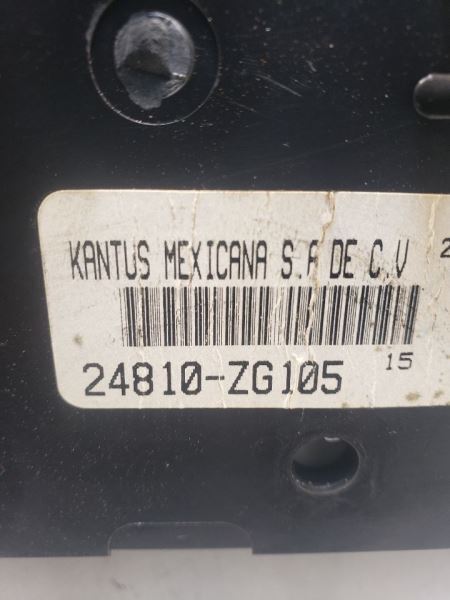 KANTUS MEXICANA S.A DE C.V
24810-ZG105 15